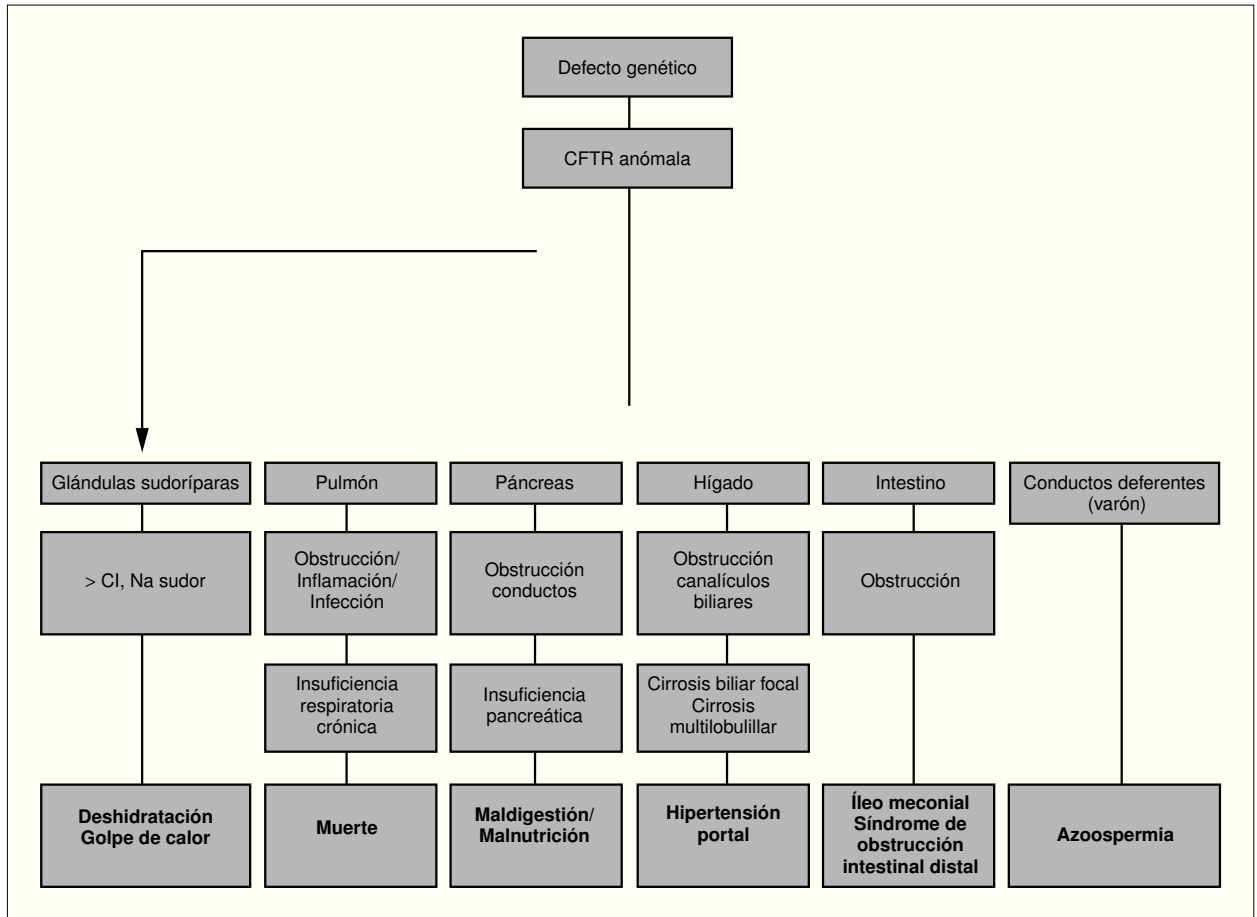 Defecto genético
CFTR anómala
Glándulas sudoríparas
Pulmón
Páncreas
Hígado
Intestino
Conductos deferentes
(varón)
> CI, Na sudor
Obstrucción/
Inflamación/
Infección
Obstrucción
conductos
Obstrucción
canalículos
biliares
Obstrucción
Insuficiencia
respiratoria
crónica
Insuficiencia
pancreática
Cirrosis biliar focal
Cirrosis
multilobulillar
Deshidratación
Golpe de calor
Muerte
Maldigestión/
Malnutrición
Hipertensión
portal
Íleo meconial
Síndrome de
obstrucción
intestinal distal
Azoospermia